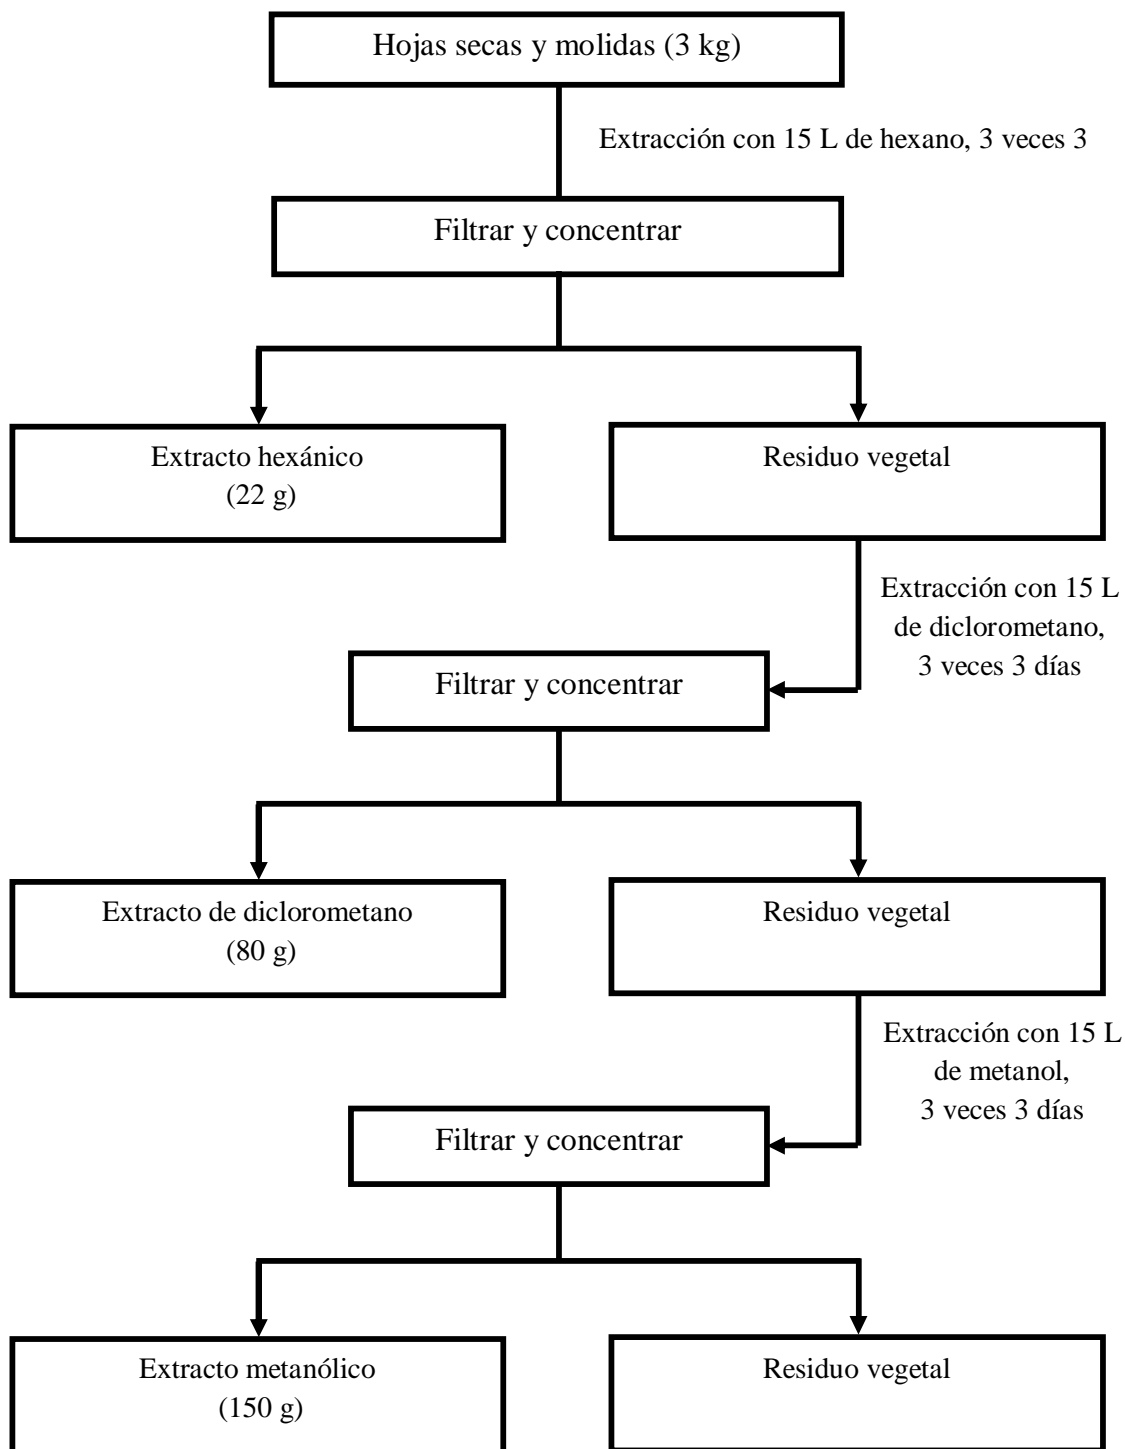 Hojas secas y molidas (3 kg)
Extracción con 15 L de hexano, 3 veces 3
Filtrar y concentrar
Extracto hexánico
(22 g)
Residuo vegetal
Extracción con 15 L
de diclorometano,
3 veces 3 días
Filtrar y concentrar
Extracto de diclorometano
(80 g)
Residuo vegetal
Extracción con 15 L
de metanol,
3 veces 3 días
Filtrar y concentrar
Extracto metanólico
(150 g)
Residuo vegetal